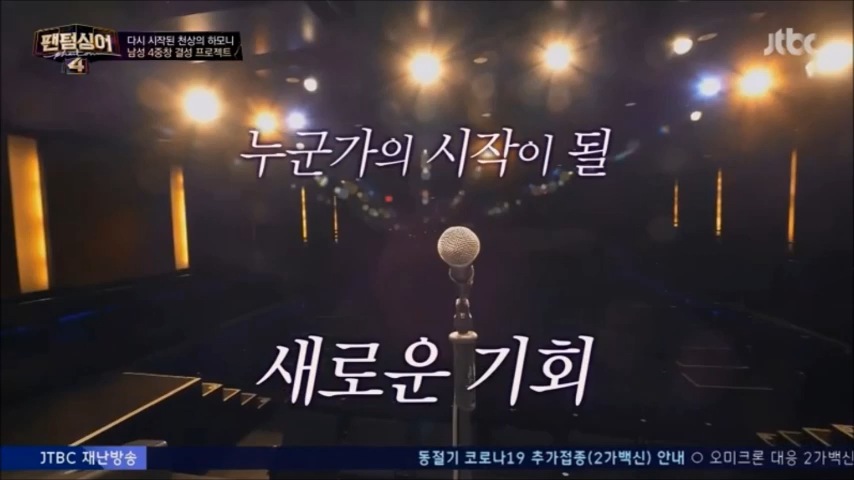 팬텀싱어
4
다시 시작된 천상의 하모니
남성 4중창 결성 프로젝트
jtbc
누군가의 시작이 될
새로운 기회
JTBC 재난방송
동절기 코로나19 추가접종(2가백신) 안내 ○ 오미크론 대응 2가백신